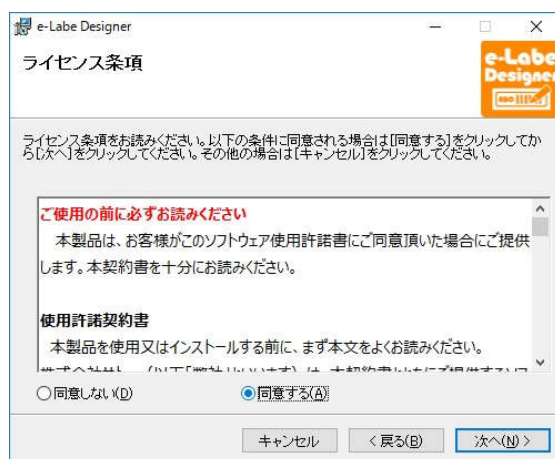 e-Labe Designer
ライセンス条項
e-Labe
Designer
ライセンス条項をお読みください。以下の条件に同意される場合は[同意する]をクリックしてか
ら[次へ]をクリックしてください。その他の場合は[キャンセル]をクリックしてください。
ご使用の前に必ずお読みください
本製品は、お客様がこのソフトウェア使用許諾書にご同意頂いた場合にご提供
します。本契約書を十分にお読みください。
使用許諾契約書
本製品を使用又はインストールする前に、まず本文をよくお読みください。
同意しない(D)
同意する(A)
キャンセル
< 戻る(B)
次へ(N) >